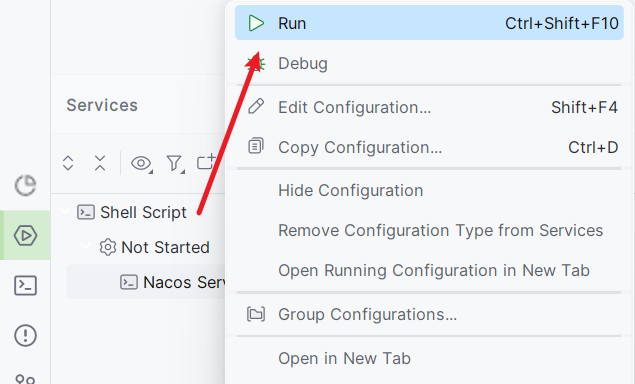 Run Ctrl+Shift+F10
Debug
Services
Edit Configuration... Shift+F4
Copy Configuration... Ctrl+D
Hide Configuration
Shell Script
Remove Configuration Type from Services
Not Started
Open Running Configuration in New Tab
Nacos Serv
Group Configurations...
Open in New Tab